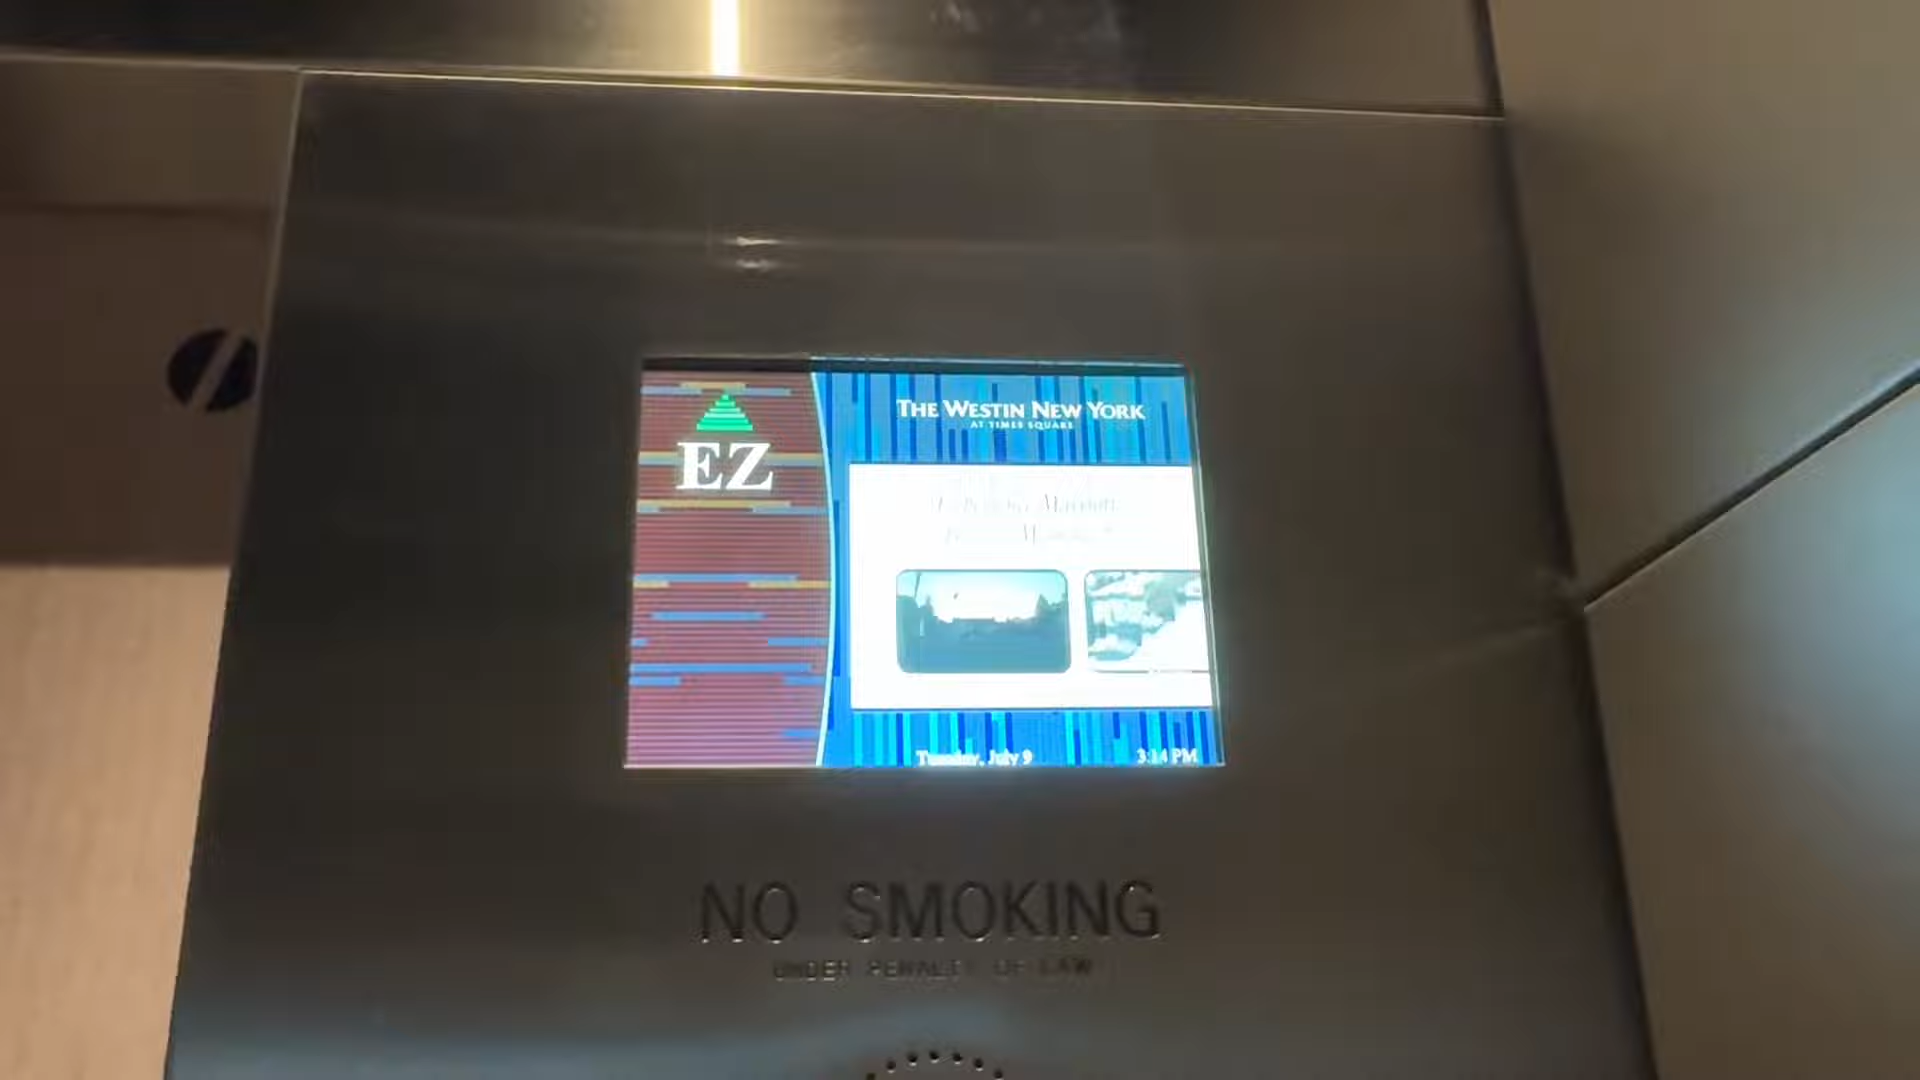 EZ
THE WESTIN NEW YORK
AT TIMES SQUARE
Marriott
Tuesday, July 9
3:14 PM
NO SMOKING
UNDER PENALTY OF LAW